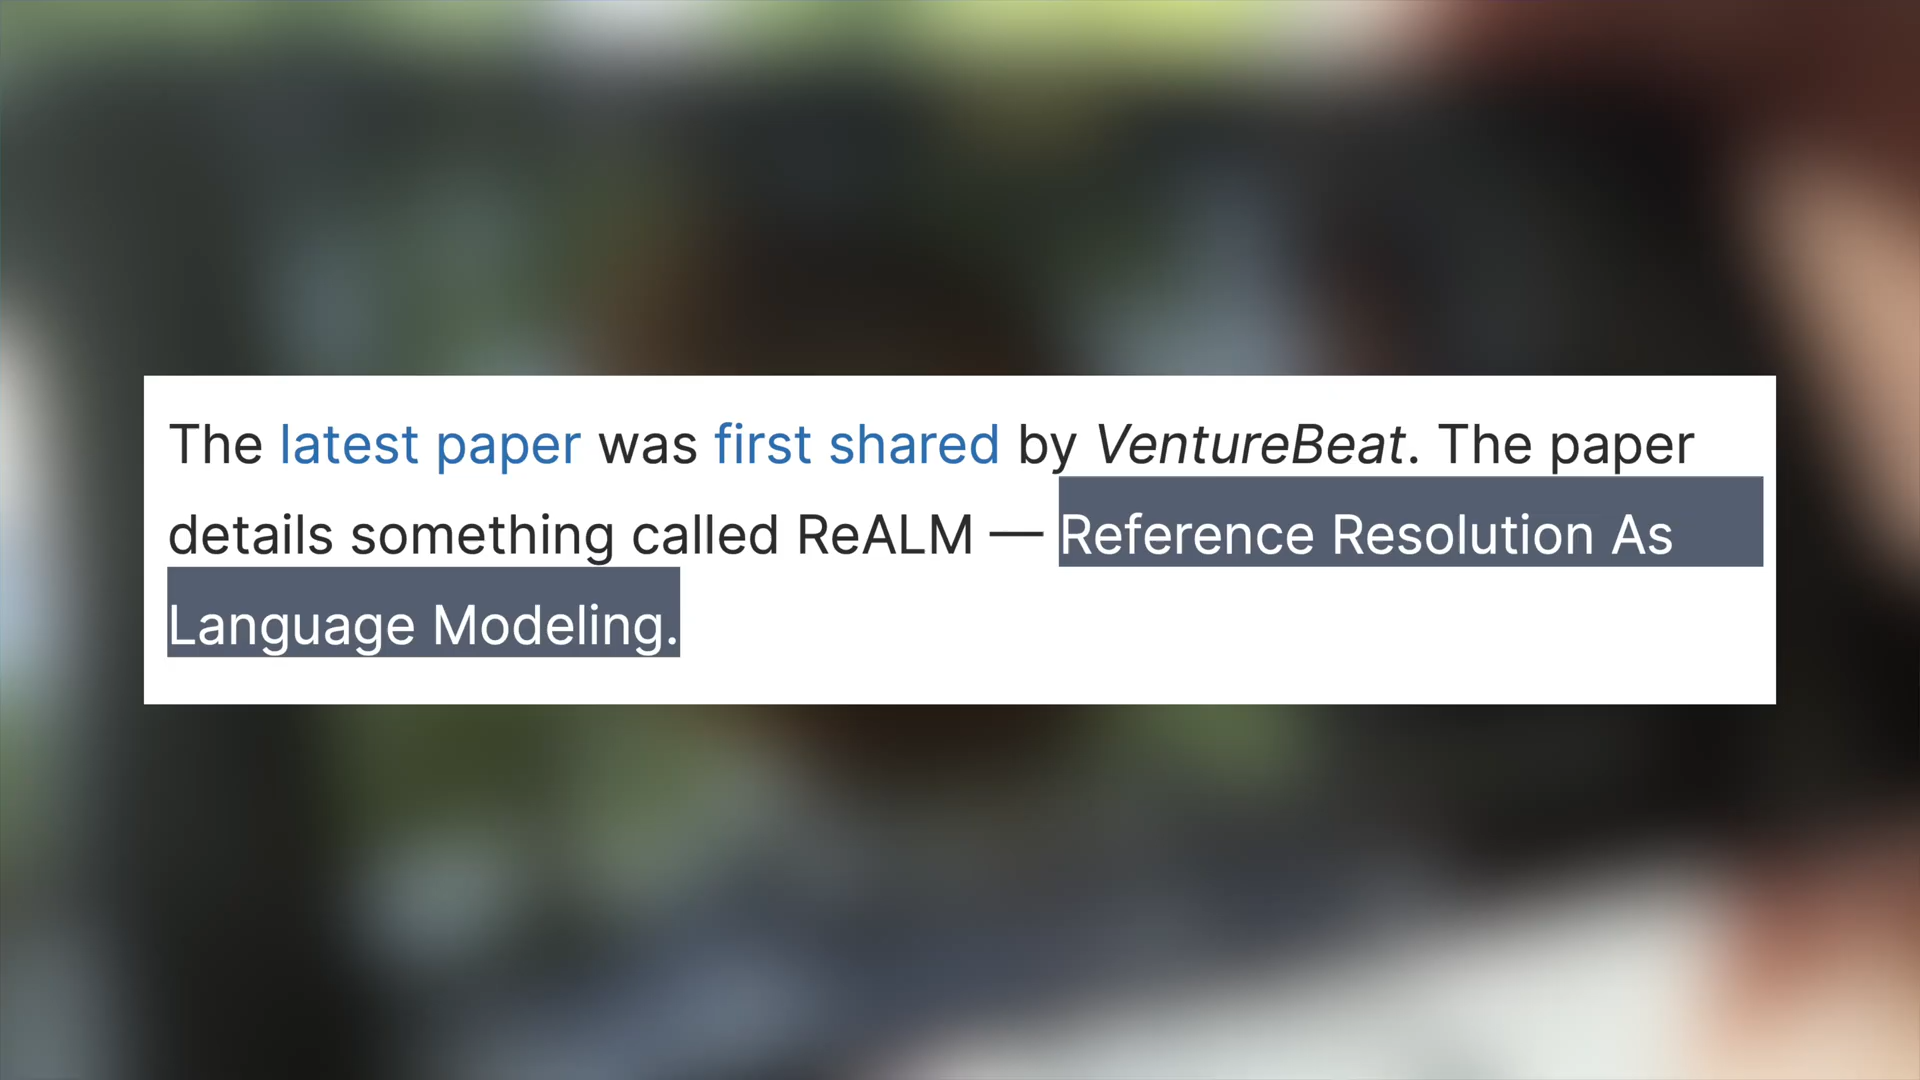 The latest paper was first shared by VentureBeat. The paper
details something called ReALM — Reference Resolution As
Language Modeling.